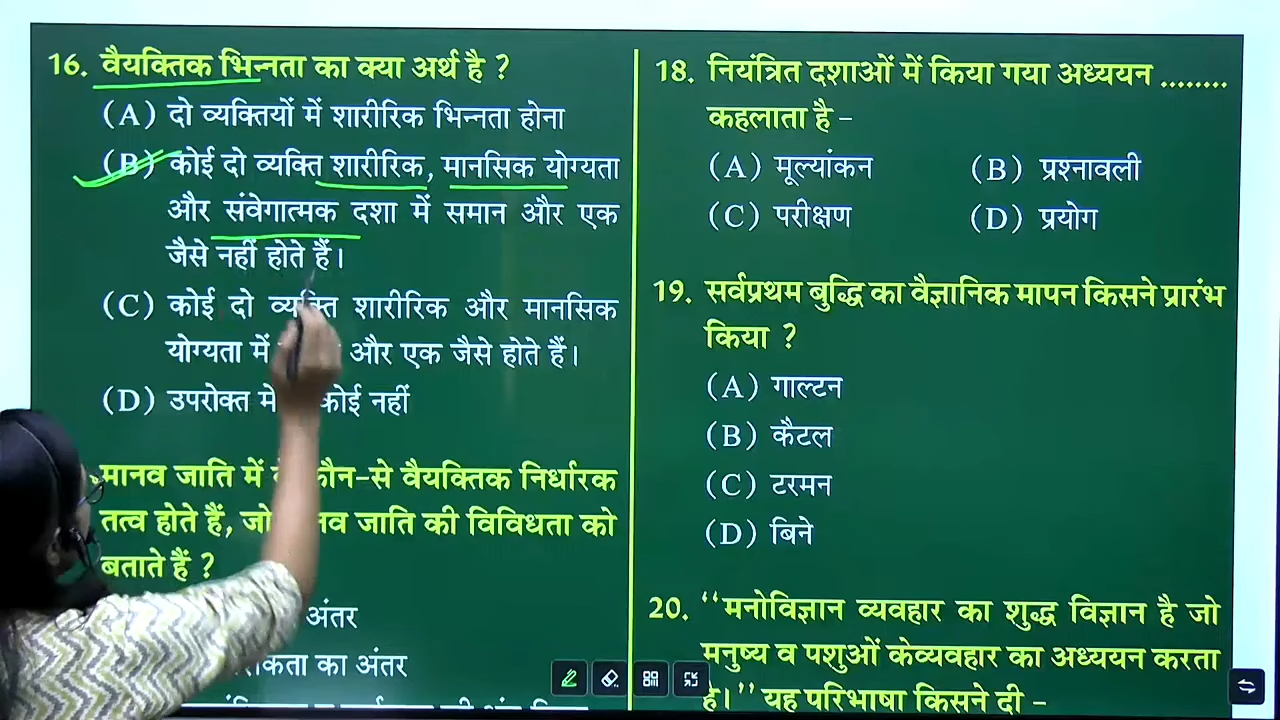 16. वैयक्तिक भिन्नता का क्या अर्थ है ?
(A) दो व्यक्तियों में शारीरिक भिन्नता होना
(B) कोई दो व्यक्ति शारीरिक, मानसिक योग्यता
और संवेगात्मक दशा में समान और एक
जैसे नहीं होते हैं।
(C) कोई दो व्यक्ति शारीरिक और मानसिक
योग्यता में और एक जैसे होते हैं।
(D) उपरोक्त में कोई नहीं
मानव जाति में कौन-से वैयक्तिक निर्धारक
तत्व होते हैं, जो जाति की विविधता को
बताते हैं ?
अंतर
का अंतर
18. नियंत्रित दशाओं में किया गया अध्ययन ........
कहलाता है –
(A) मूल्यांकन (B) प्रश्नावली
(C) परीक्षण (D) प्रयोग
19. सर्वप्रथम बुद्धि का वैज्ञानिक मापन किसने प्रारंभ
किया ?
(A) गाल्टन
(B) कैटल
(C) टरमन
(D) बिने
20. ‘‘मनोविज्ञान व्यवहार का शुद्ध विज्ञान है जो
मनुष्य व पशुओं केव्यवहार का अध्ययन करता
है।’’ यह परिभाषा किसने दी –